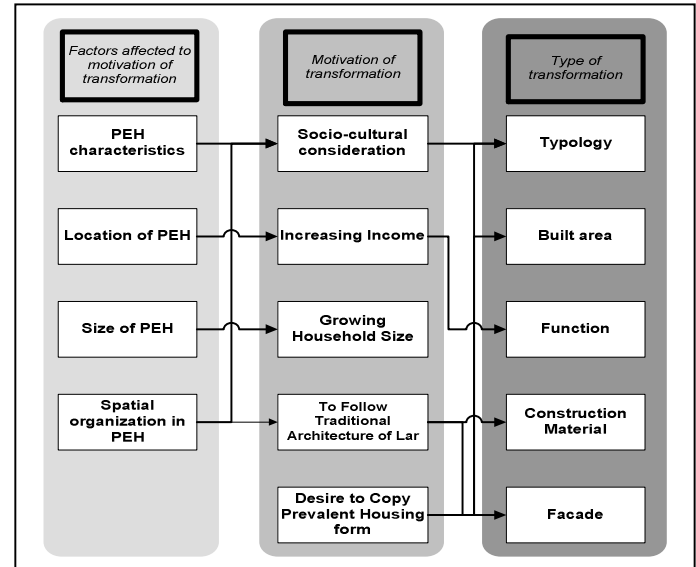 Factors affected to
motivation of
transformation
PEH
characteristics
Location of PEH
Size of PEH
Spatial
organization in
PEH
Motivation of
transformation
Socio-cultural
consideration
Increasing Income
Growing
Household Size
To Follow
Traditional
Architecture of Lar
Desire to Copy
Prevalent Housing
form
Type of
transformation
Typology
Built area
Function
Construction
Material
Facade